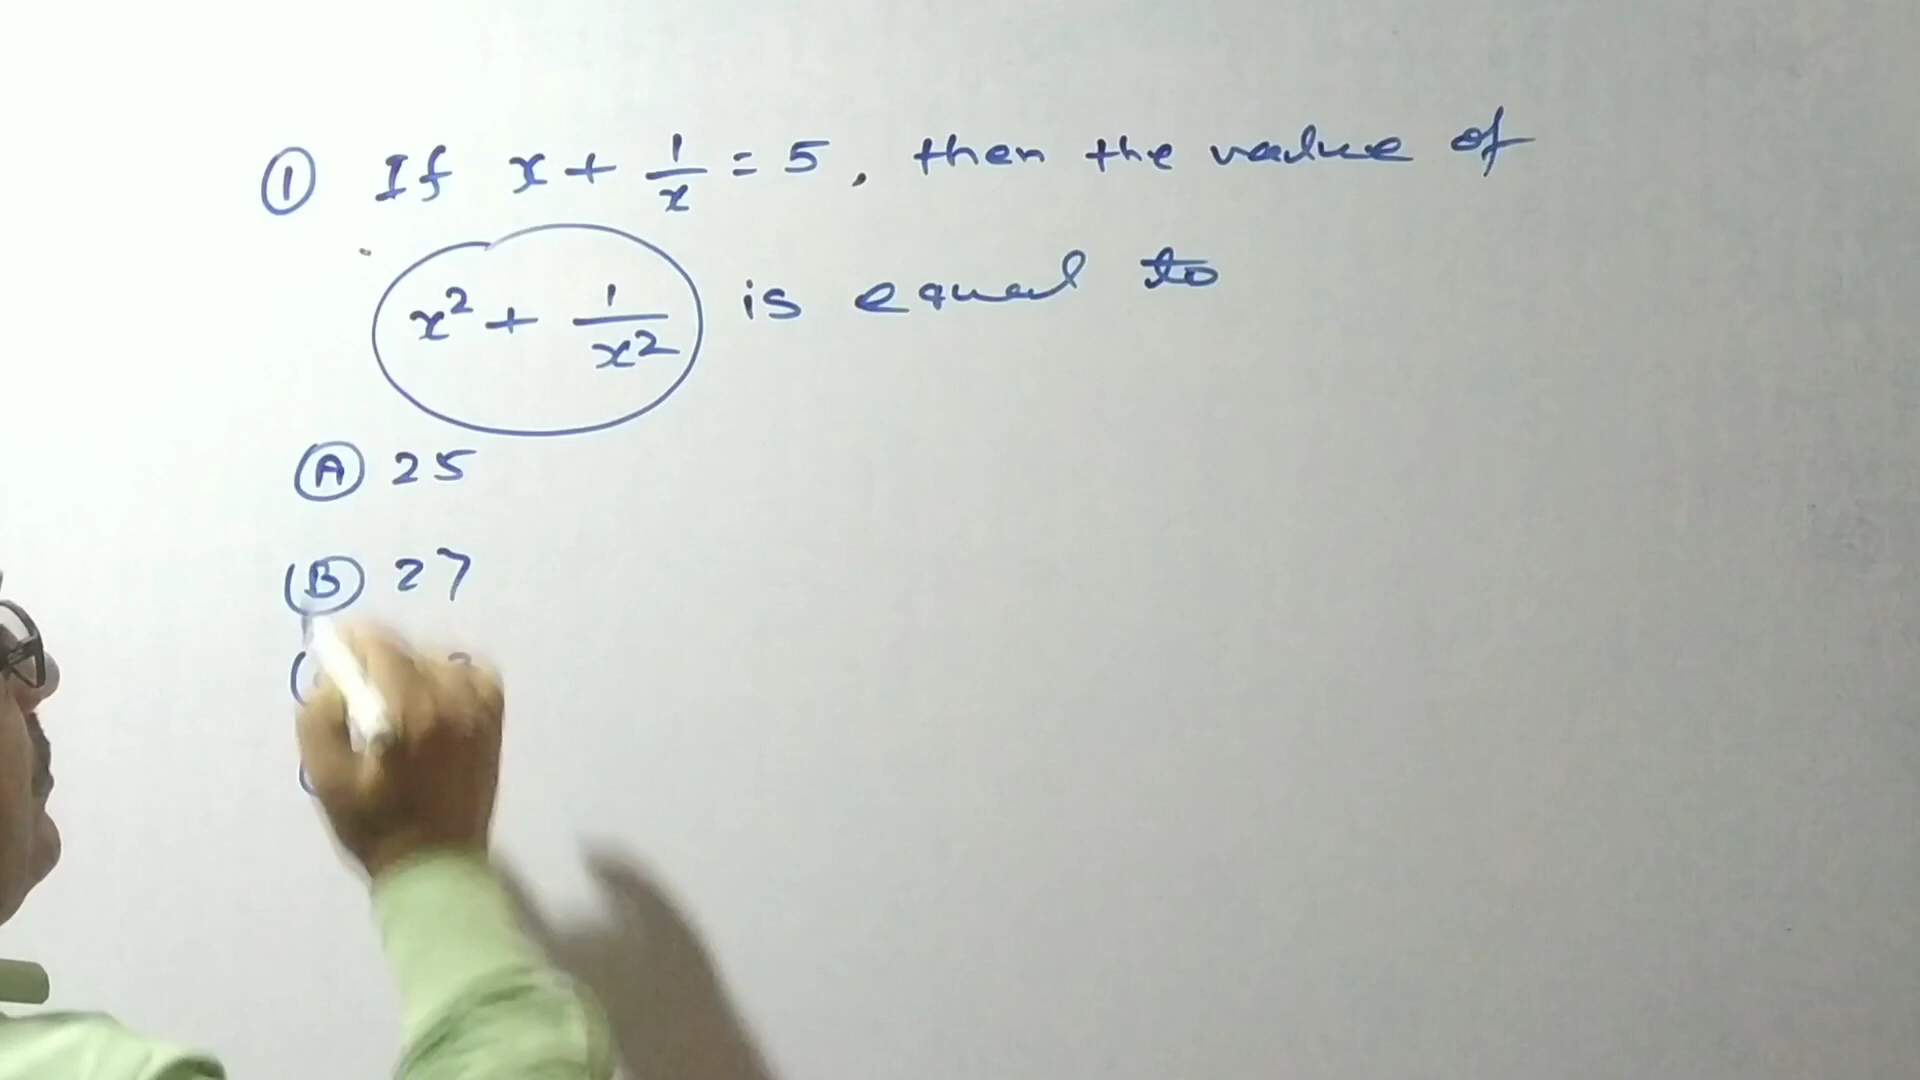 ① If x + 1/x = 5, then the value of
x² + 1/x² is equal to
Ⓐ 25
Ⓑ 27